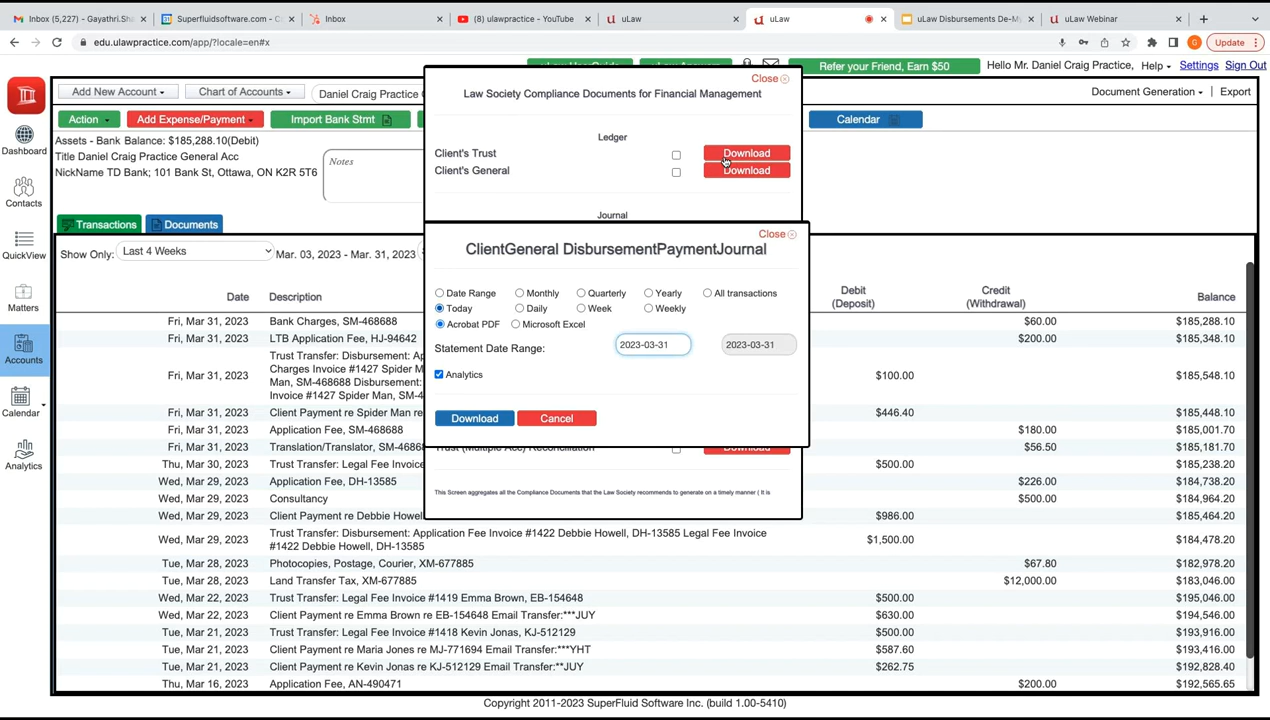 Inbox (5,227) - Gayathri.Sha
Superfluidsoftware.com - C
Inbox
(8) ulawpractice - YouTube
uLaw
uLaw
uLaw Disbursements De-My
uLaw Webinar
edu.ulawpractice.com/app/?locale=en#x
G
Update
Refer your Friend, Earn $50
Hello Mr. Daniel Craig Practice,
Help
Settings
Sign Out
Add New Account
Chart of Accounts
Daniel Craig Practice
Document Generation
Export
Action
Add Expense/Payment
Import Bank Stmt
Calendar
Assets - Bank Balance: $185,288.10(Debit)
Title Daniel Craig Practice General Acc
NickName TD Bank; 101 Bank St, Ottawa, ON K2R 5T6
Notes
Dashboard
Contacts
QuickView
Matters
Accounts
Calendar
Analytics
Close
Law Society Compliance Documents for Financial Management
Ledger
Client's Trust
Download
Client's General
Download
Journal
Close
ClientGeneral DisbursementPaymentJournal
Date Range
Monthly
Quarterly
Yearly
All transactions
Today
Daily
Week
Weekly
Acrobat PDF
Microsoft Excel
Statement Date Range:
2023-03-31
2023-03-31
Analytics
Download
Cancel
Trust (Multiple Acc) Reconciliation
Download
This Screen aggregates all the Compliance Documents that the Law Society recommends to generate on a timely manner ( It is
Transactions
Documents
Show Only:
Last 4 Weeks
Mar. 03, 2023 - Mar. 31, 2023
Date Description Debit (Deposit) Credit (Withdrawal) Balance
Fri, Mar 31, 2023 Bank Charges, SM-468688 $60.00 $185,288.10
Fri, Mar 31, 2023 LTB Application Fee, HJ-94642 $200.00 $185,348.10
Trust Transfer: Disbursement: Ap
Charges Invoice #1427 Spider M
Fri, Mar 31, 2023 Man, SM-468688 Disbursement: $100.00 $185,548.10
Invoice #1427 Spider Man, SM-4
Fri, Mar 31, 2023 Client Payment re Spider Man re $446.40 $185,448.10
Fri, Mar 31, 2023 Application Fee, SM-468688 $180.00 $185,001.70
Fri, Mar 31, 2023 Translation/Translator, SM-4686 $56.50 $185,181.70
Thu, Mar 30, 2023 Trust Transfer: Legal Fee Invoice $500.00 $185,238.20
Wed, Mar 29, 2023 Application Fee, DH-13585 $226.00 $184,738.20
Wed, Mar 29, 2023 Consultancy $500.00 $184,964.20
Wed, Mar 29, 2023 Client Payment re Debbie Howel $986.00 $185,464.20
Wed, Mar 29, 2023 Trust Transfer: Disbursement: Application Fee Invoice #1422 Debbie Howell, DH-13585 Legal Fee Invoice $1,500.00 $184,478.20
#1422 Debbie Howell, DH-13585
Tue, Mar 28, 2023 Photocopies, Postage, Courier, XM-677885 $67.80 $182,978.20
Tue, Mar 28, 2023 Land Transfer Tax, XM-677885 $12,000.00 $183,046.00
Wed, Mar 22, 2023 Trust Transfer: Legal Fee Invoice #1419 Emma Brown, EB-154648 $500.00 $195,046.00
Wed, Mar 22, 2023 Client Payment re Emma Brown re EB-154648 Email Transfer:***JUY $630.00 $194,546.00
Tue, Mar 21, 2023 Trust Transfer: Legal Fee Invoice #1418 Kevin Jonas, KJ-512129 $500.00 $193,916.00
Tue, Mar 21, 2023 Client Payment re Maria Jones re MJ-771694 Email Transfer:***YHT $587.60 $193,416.00
Tue, Mar 21, 2023 Client Payment re Kevin Jonas re KJ-512129 Email Transfer:**JUY $262.75 $192,828.40
Thu, Mar 16, 2023 Application Fee, AN-490471 $200.00 $192,565.65
Copyright 2011-2023 SuperFluid Software Inc. (build 1.00-5410)